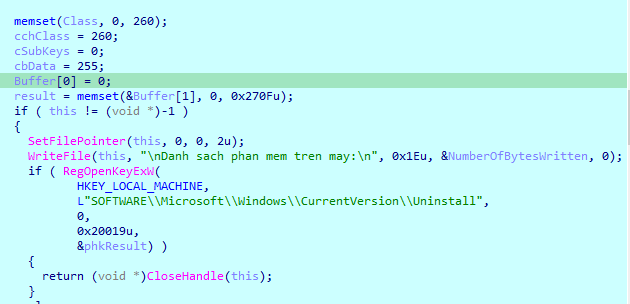 memset(Class, 0, 260);
cchClass = 260;
cSubKeys = 0;
cbData = 255;
Buffer[0] = 0;
result = memset(&Buffer[1], 0, 0x270Fu);
if ( this != (void *)-1 )
{
SetFilePointer(this, 0, 0, 2u);
WriteFile(this, "\nDanh sach phan mem tren may:\n", 0x1Eu, &NumberOfBytesWritten, 0);
if ( RegOpenKeyExW(
HKEY_LOCAL_MACHINE,
L"SOFTWARE\\Microsoft\\Windows\\CurrentVersion\\Uninstall",
0,
0x20019u,
&phkResult) )
{
return (void *)CloseHandle(this);
}